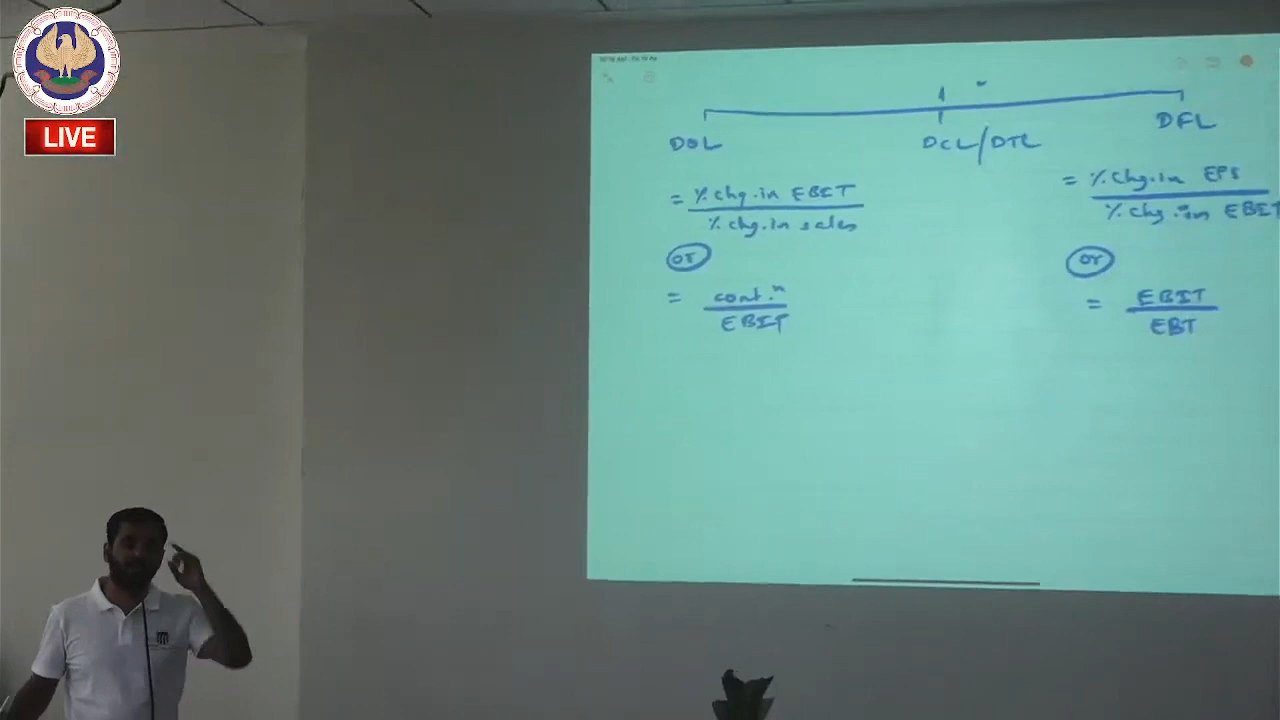 LIVE
DOL
DCL/DTL
DFL
= %.chg.in EBIT
%.chg.in sales
or
= cont.n
EBIT
= %.chg.in EPS
%.chg.in EBIT
or
= EBIT
EBT